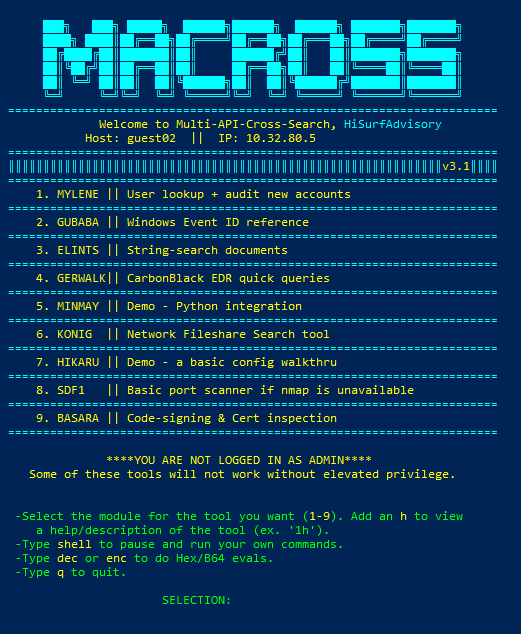 MACROSS
Welcome to Multi-API-Cross-Search, HiSurfAdvisory
Host: guest02 || IP: 10.32.80.5
v3.1
1. MYLENE || User lookup + audit new accounts
2. GUBABA || Windows Event ID reference
3. ELINTS || String-search documents
4. GERWALK|| CarbonBlack EDR quick queries
5. MINMAY || Demo - Python integration
6. KONIG || Network Fileshare Search tool
7. HIKARU || Demo - a basic config walkthru
8. SDF1 || Basic port scanner if nmap is unavailable
9. BASARA || Code-signing & Cert inspection
****YOU ARE NOT LOGGED IN AS ADMIN****
Some of these tools will not work without elevated privilege.
-Select the module for the tool you want (1-9). Add an h to view
a help/description of the tool (ex. '1h').
-Type shell to pause and run your own commands.
-Type dec or enc to do Hex/B64 evals.
-Type q to quit.
SELECTION: